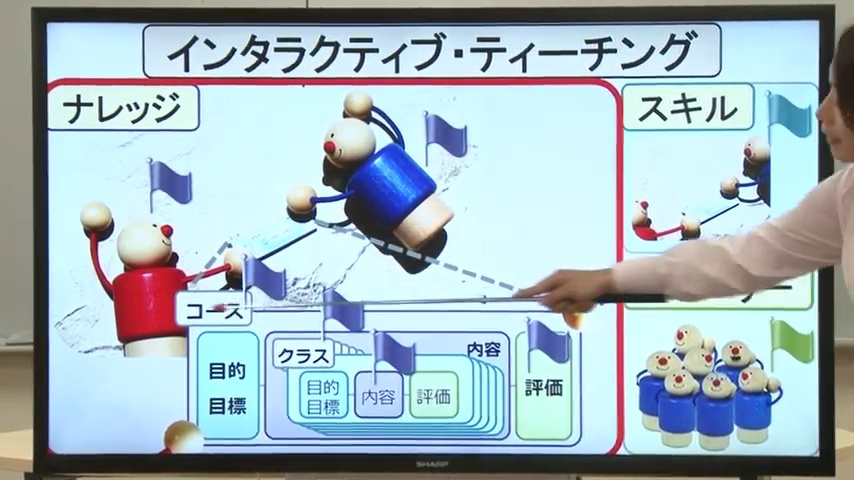 インタラクティブ・ティーチング
ナレッジ
スキル
コース
目的
目標
クラス
内容
目的
目標
内容
評価
評価
SHARP